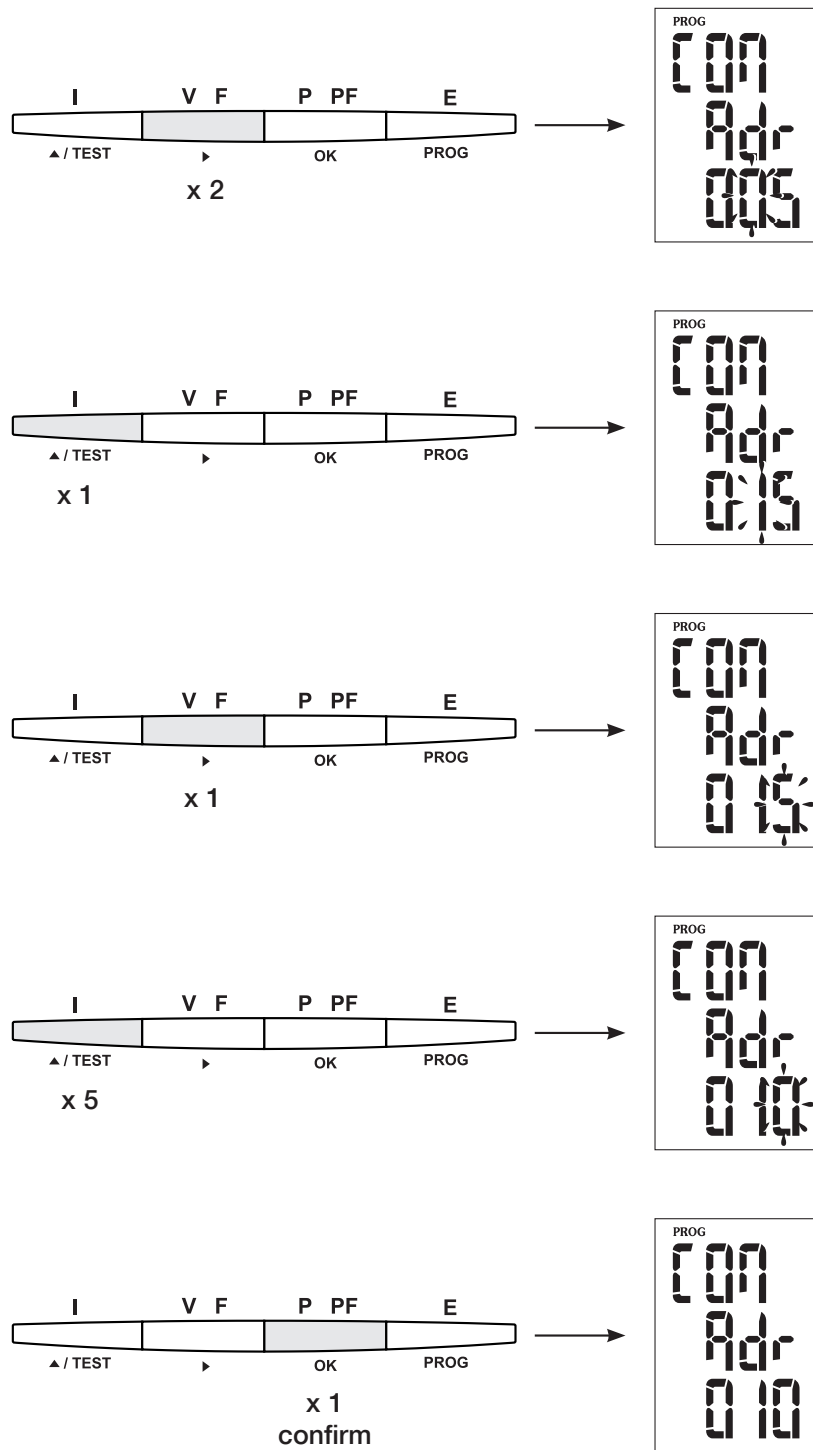 PROG
COM
I V F P PF E
Adr
▲ / TEST ▶ OK PROG
005
x 2
PROG
COM
I V F P PF E
Adr
▲ / TEST ▶ OK PROG
015
x 1
PROG
COM
I V F P PF E
Adr
▲ / TEST ▶ OK PROG
015
x 1
PROG
COM
I V F P PF E
Adr
▲ / TEST ▶ OK PROG
010
x 5
PROG
COM
I V F P PF E
Adr
▲ / TEST ▶ OK PROG
010
x 1
confirm